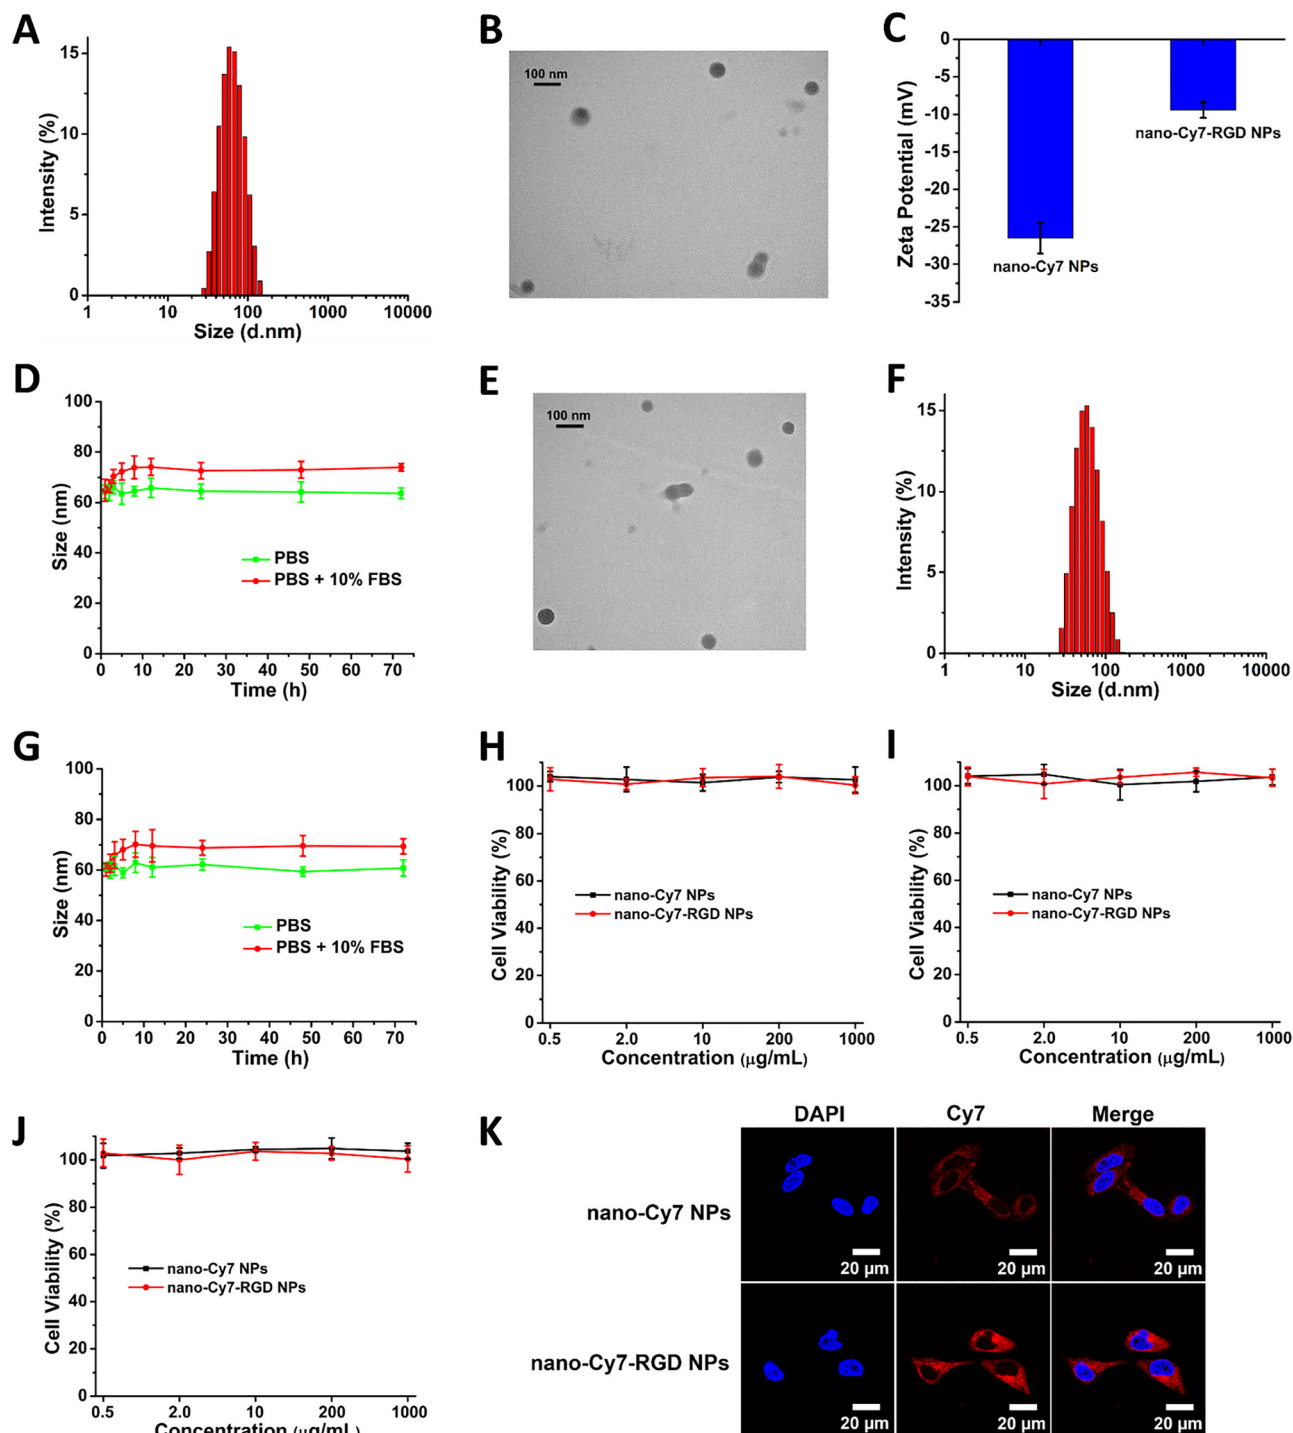 A
Intensity (%)
15
10
5
0
1 10 100 1000 10000
Size (d.nm)
B
100 nm
C
Zeta Potential (mV)
0
-5
-10
-15
-20
-25
-30
-35
nano-Cy7-RGD NPs
nano-Cy7 NPs
D
Size (nm)
100
80
60
40
20
0
PBS
PBS + 10% FBS
0 10 20 30 40 50 60 70
Time (h)
E
100 nm
F
Intensity (%)
15
10
5
0
1 10 100 1000 10000
Size (d.nm)
G
Size (nm)
100
80
60
40
20
0
PBS
PBS + 10% FBS
0 10 20 30 40 50 60 70
Time (h)
H
Cell Viability (%)
100
80
60
40
20
0
nano-Cy7 NPs
nano-Cy7-RGD NPs
0.5 2.0 10 200 1000
Concentration (μg/mL)
I
Cell Viability (%)
100
80
60
40
20
0
nano-Cy7 NPs
nano-Cy7-RGD NPs
0.5 2.0 10 200 1000
Concentration (μg/mL)
J
Cell Viability (%)
100
80
60
40
20
0
nano-Cy7 NPs
nano-Cy7-RGD NPs
0.5 2.0 10 200 1000
Concentration (μg/mL)
K
DAPI Cy7 Merge
nano-Cy7 NPs
20 μm 20 μm 20 μm
nano-Cy7-RGD NPs
20 μm 20 μm 20 μm